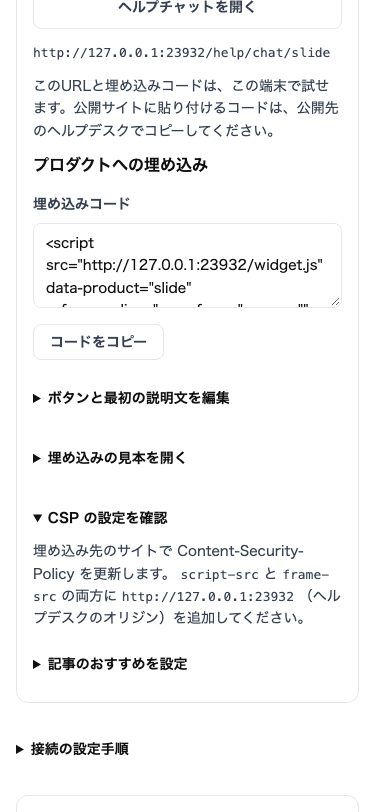 ヘルプチャットを開く
http://127.0.0.1:23932/help/chat/slide
このURLと埋め込みコードは、この端末で試せ
ます。公開サイトに貼り付けるコードは、公開先
のヘルプデスクでコピーしてください。
プロダクトへの埋め込み
埋め込みコード
<script
src="http://127.0.0.1:23932/widget.js"
data-product="slide"
コードをコピー
▶ ボタンと最初の説明文を編集
▶ 埋め込みの見本を開く
▼ CSP の設定を確認
埋め込み先のサイトで Content-Security-
Policy を更新します。 script-src と frame-
src の両方に http://127.0.0.1:23932 （ヘル
プデスクのオリジン）を追加してください。
▶ 記事のおすすめを設定
▶ 接続の設定手順